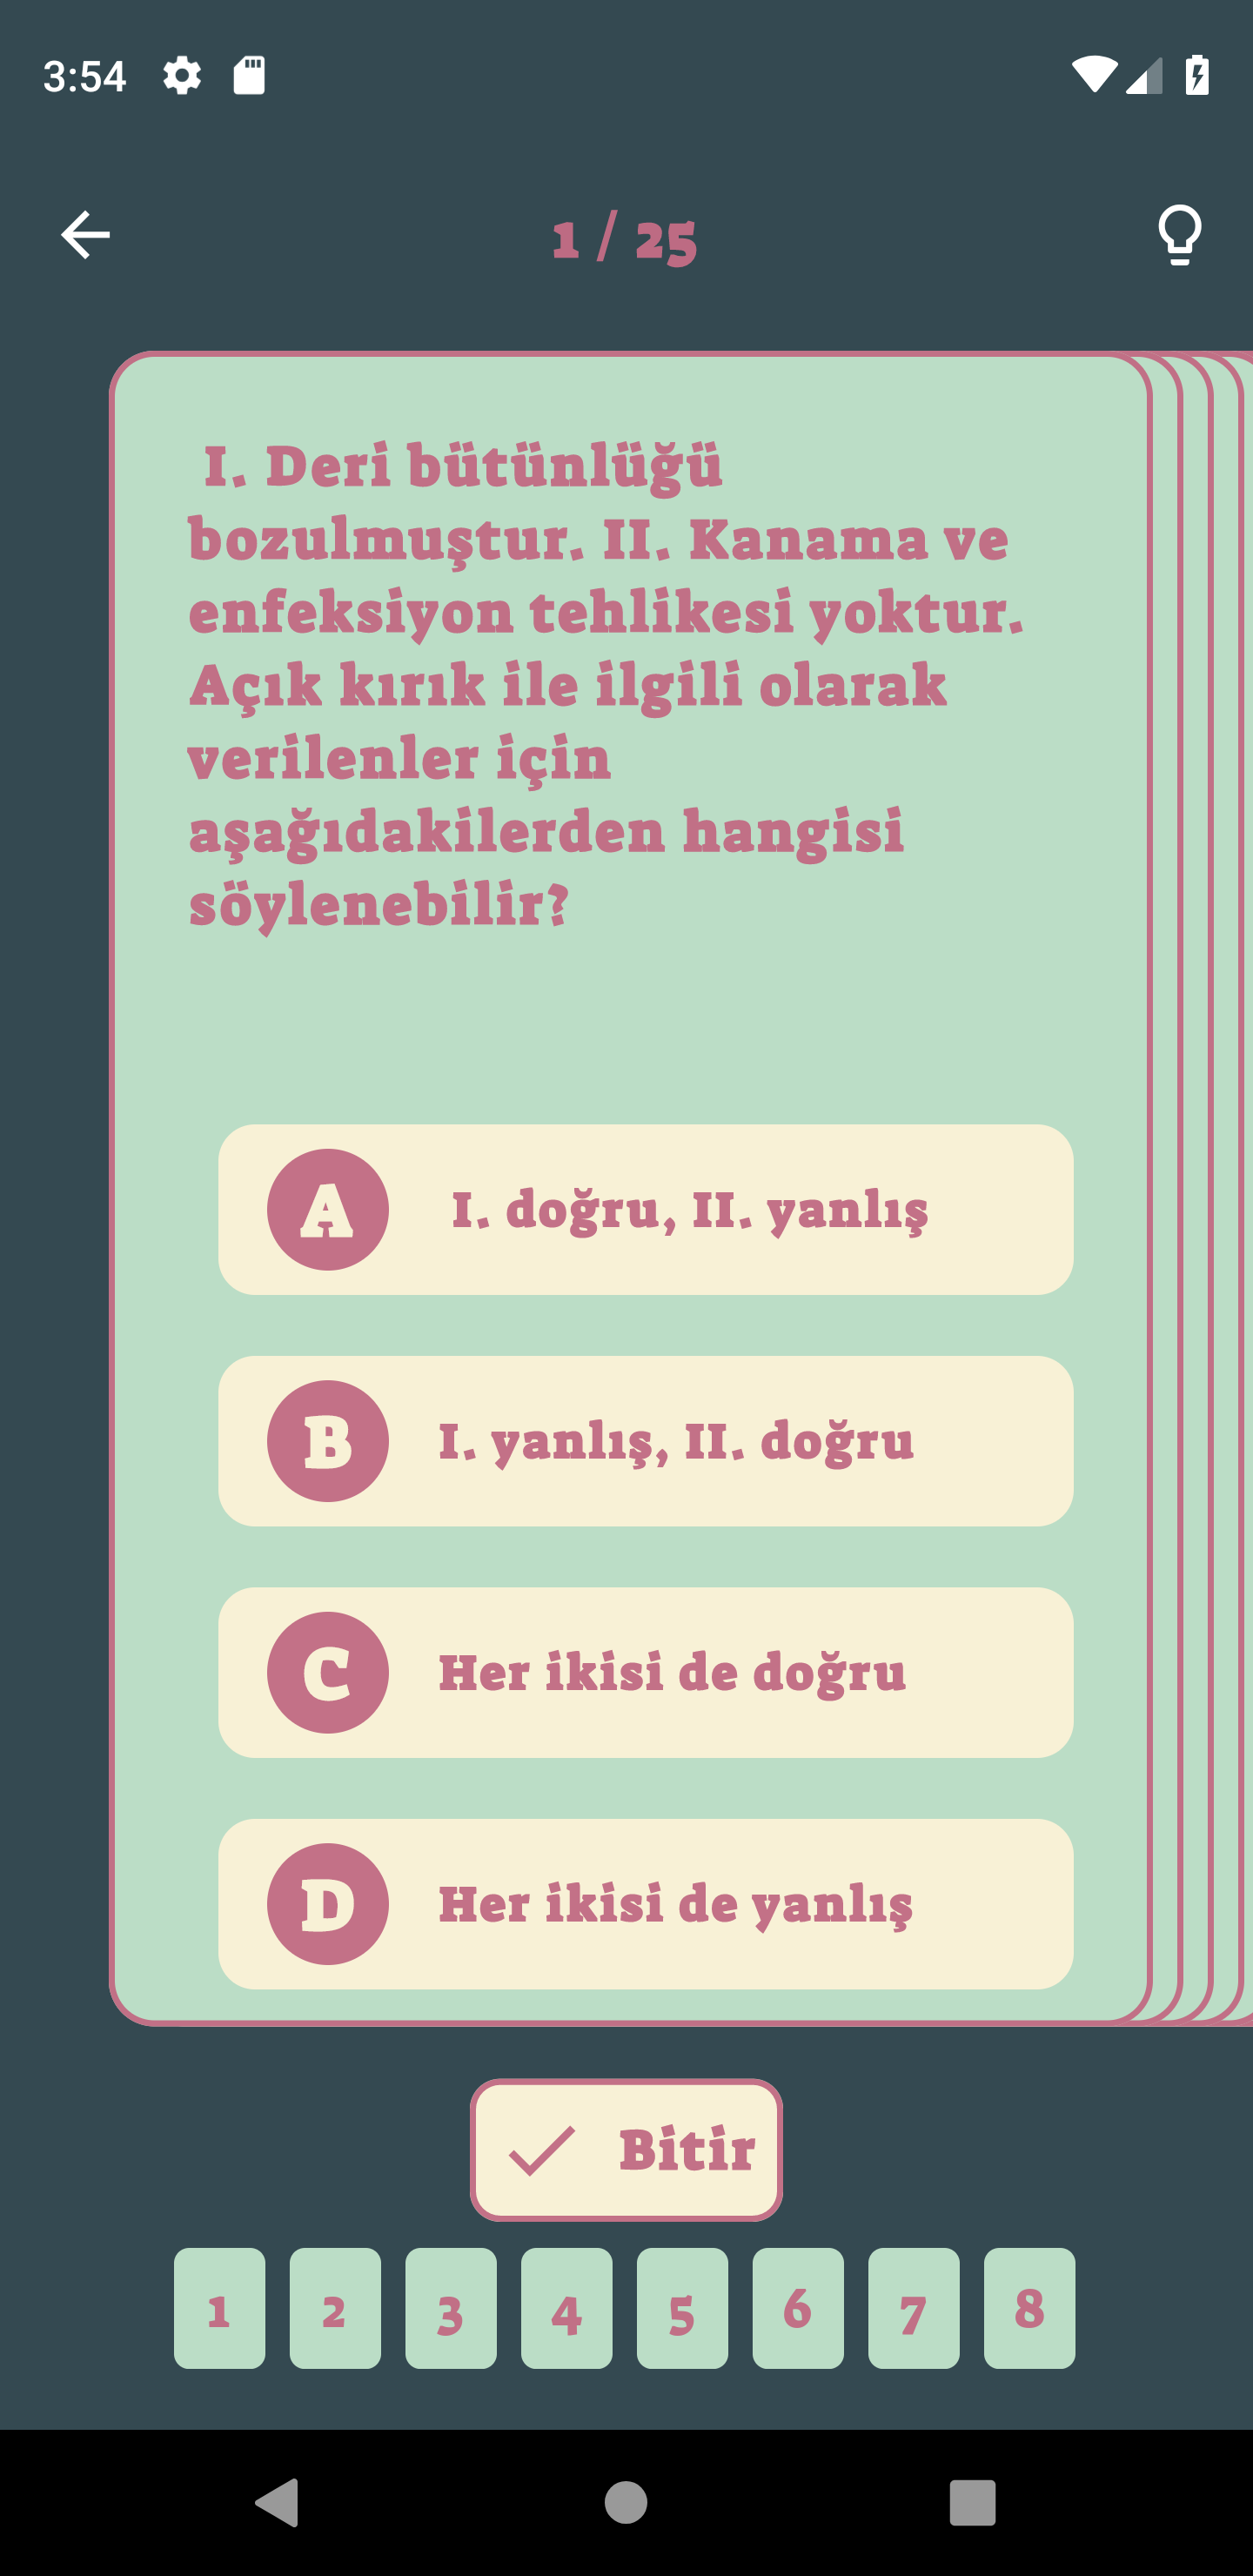 3:54
1 / 25
I. Deri bütünlüğü
bozulmuştur. II. Kanama ve
enfeksiyon tehlikesi yoktur.
Açık kırık ile ilgili olarak
verilenler için
aşağıdakilerden hangisi
söylenebilir?
A I. doğru, II. yanlış
B I. yanlış, II. doğru
C Her ikisi de doğru
D Her ikisi de yanlış
Bitir
1 2 3 4 5 6 7 8